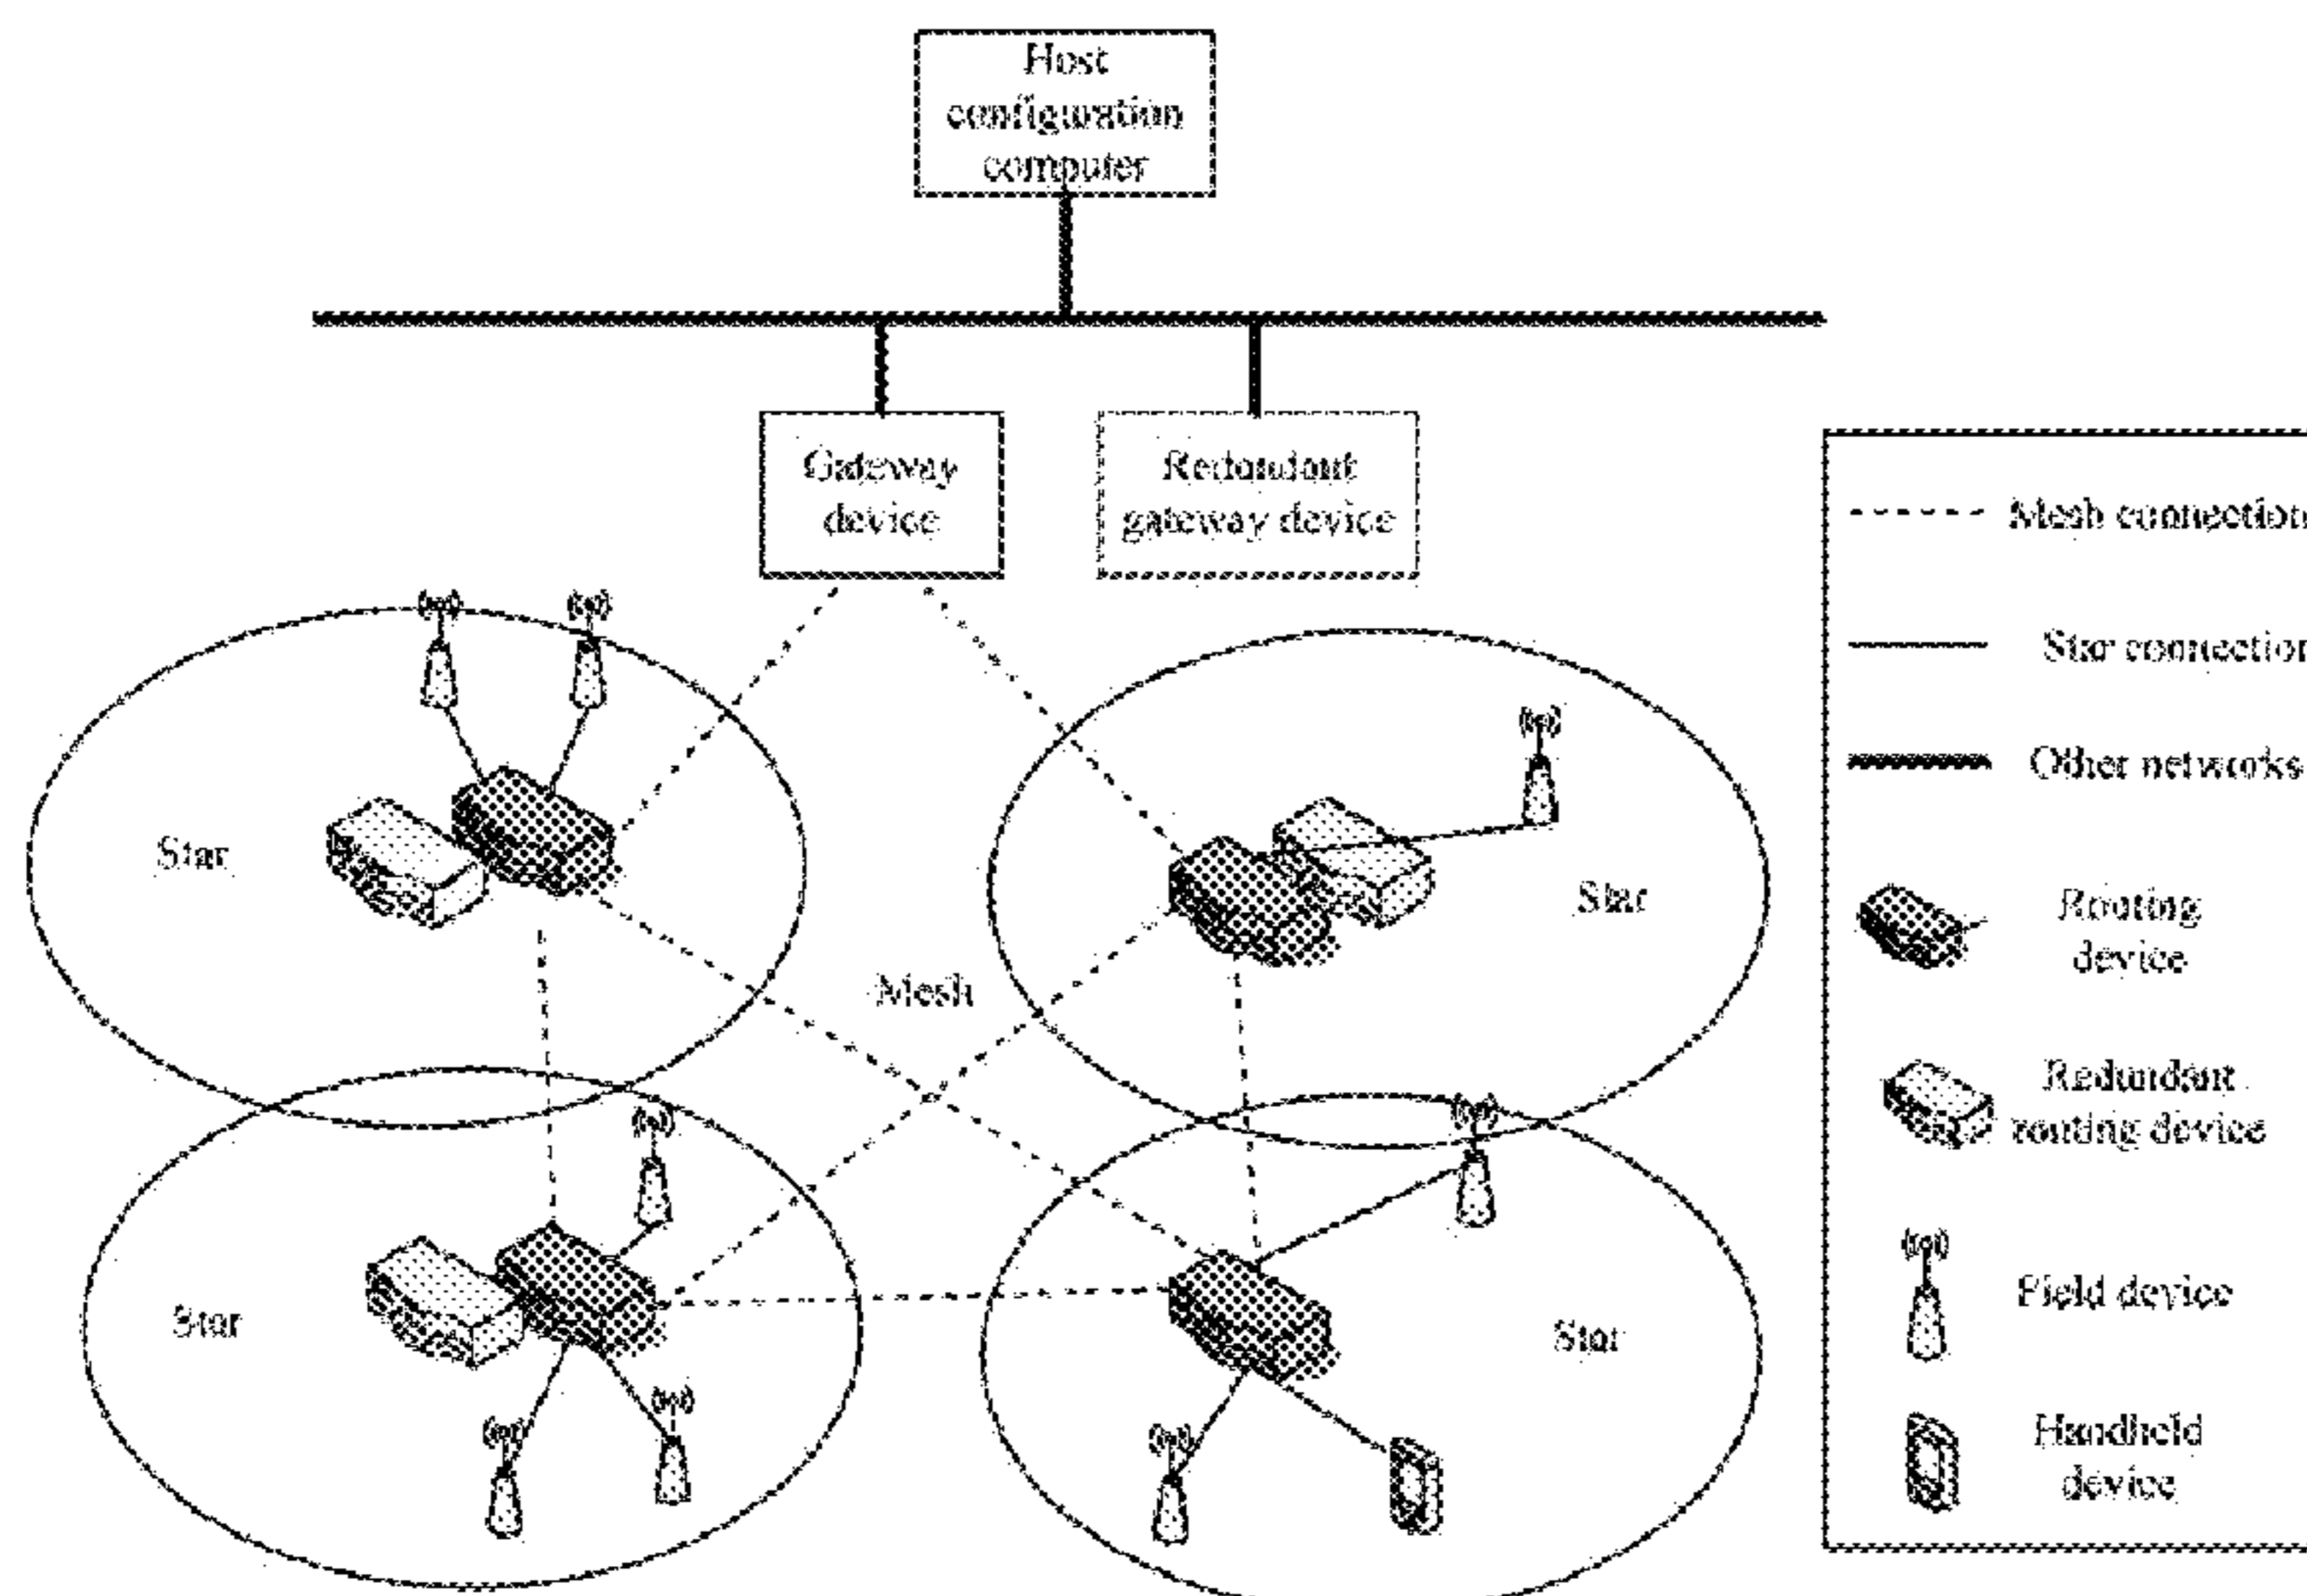 Host
configuration
computer
Gateway
device
Redundant
gateway device
Mesh connection
Star connection
Other networks
Routing
device
Redundant
routing device
Field device
Handheld
device
Star
Star
Mesh
Star
Star